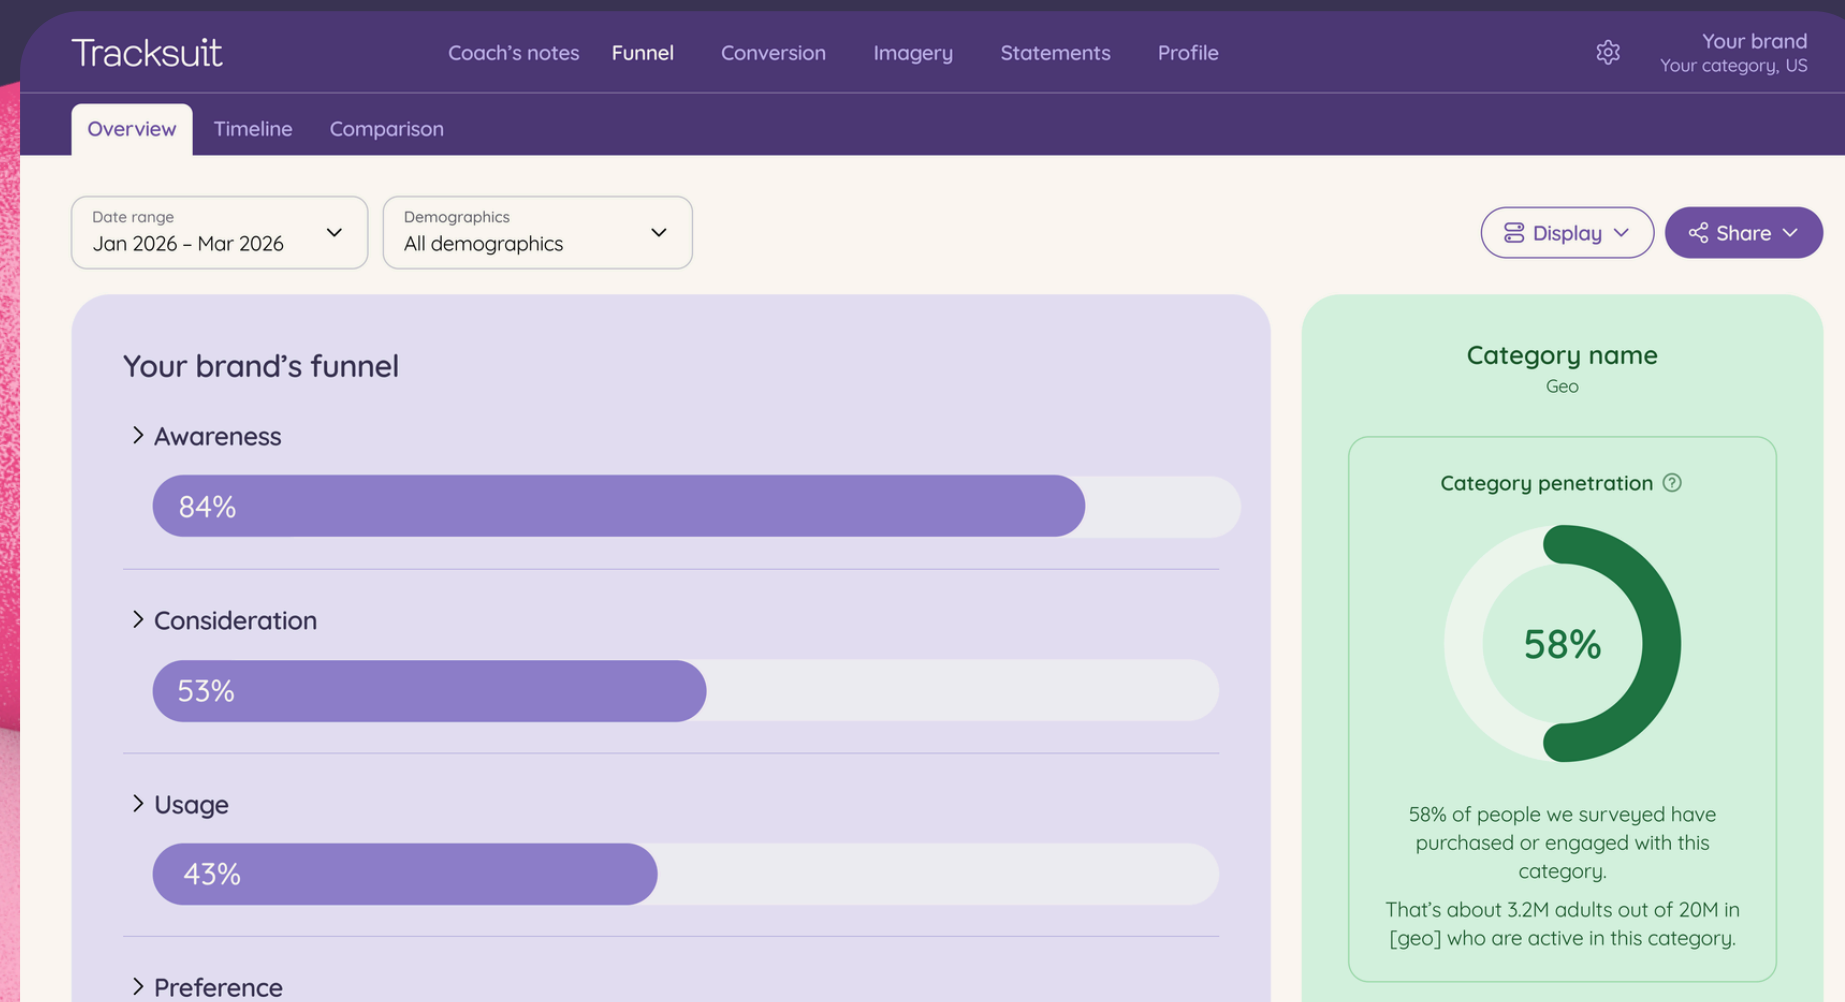 Tracksuit
Coach's notes
Funnel
Conversion
Imagery
Statements
Profile
Your brand
Your category, US
Overview
Timeline
Comparison
Date range
Jan 2026 – Mar 2026
Demographics
All demographics
Display
Share
Your brand's funnel
Awareness
84%
Consideration
53%
Usage
43%
Preference
Category name
Geo
Category penetration ?
58%
58% of people we surveyed have
purchased or engaged with this
category.
That's about 3.2M adults out of 20M in
[geo] who are active in this category.